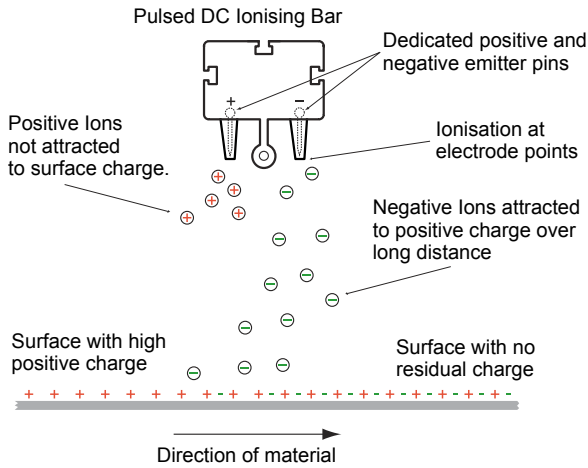 Pulsed DC Ionising Bar
Dedicated positive and
negative emitter pins
+ −
Positive Ions
not attracted
to surface charge.
Ionisation at
electrode points
Negative Ions attracted
to positive charge over
long distance
Surface with high
positive charge
Surface with no
residual charge
Direction of material